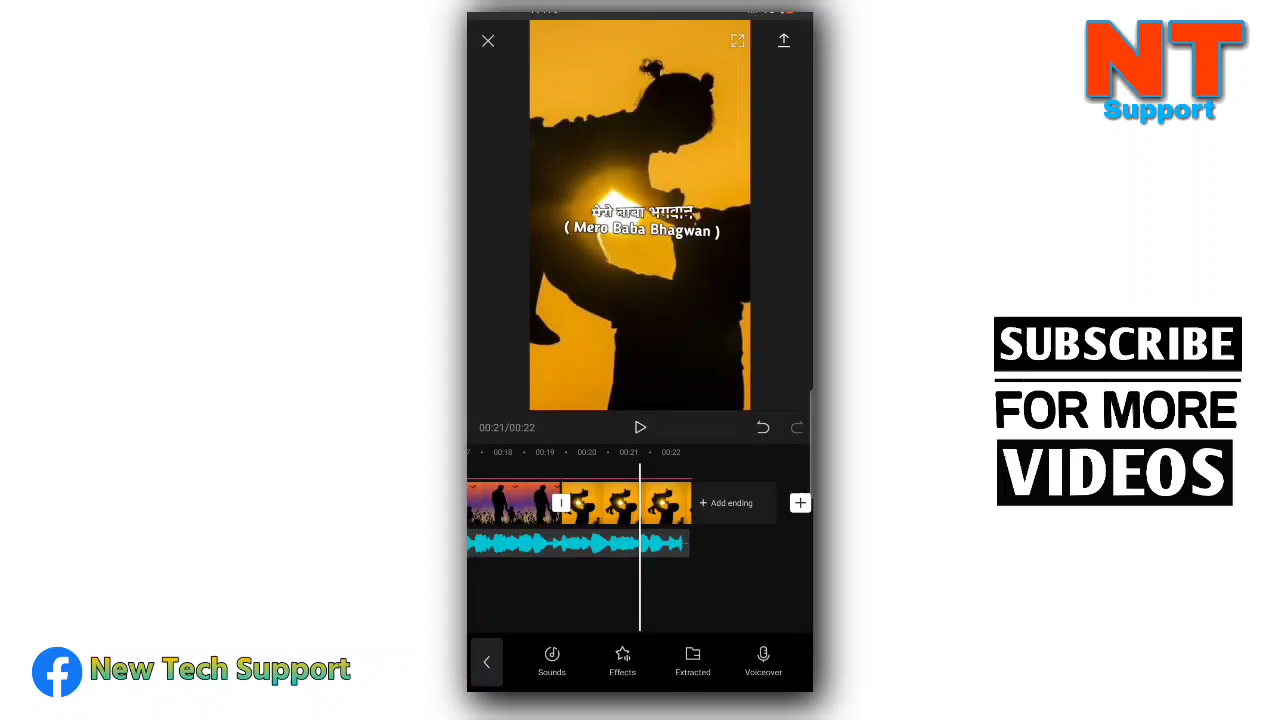 NT
Support
मेरो बाबा भगवान
( Mero Baba Bhagwan )
SUBSCRIBE
FOR MORE
VIDEOS
00:21/00:22
00:18 00:19 00:20 00:21 00:22
+ Add ending
Sounds Effects Extracted Voiceover
New Tech Support